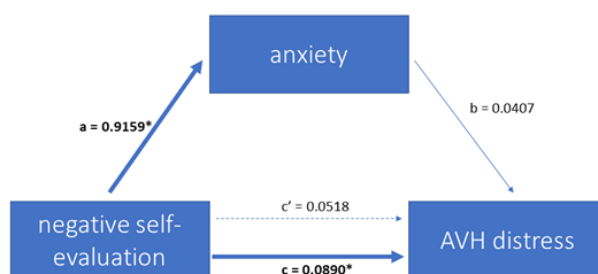 anxiety
a = 0.9159*
b = 0.0407
c' = 0.0518
negative self-
evaluation
AVH distress
c = 0.0890*